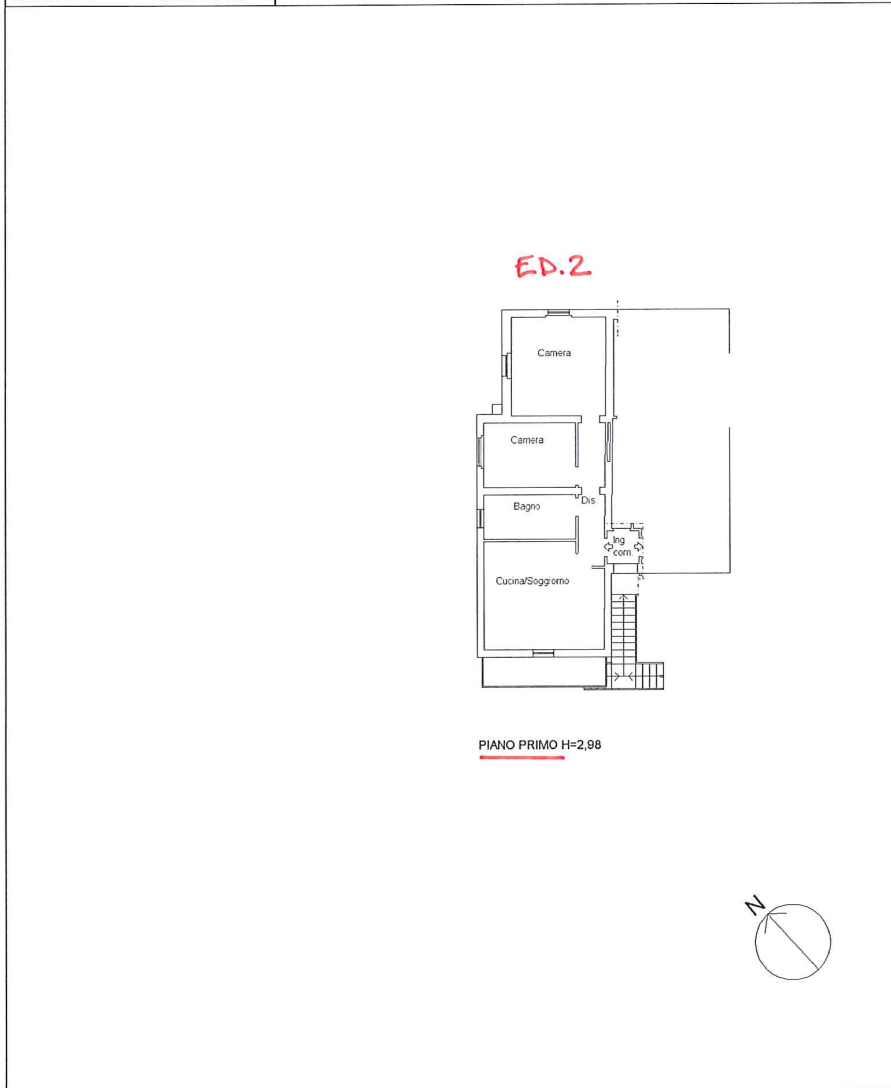 ED.2
Camera
Camera
Bagno
Dis.
Ing
com.
Cucina/Soggiorno
PIANO PRIMO H=2,98
N